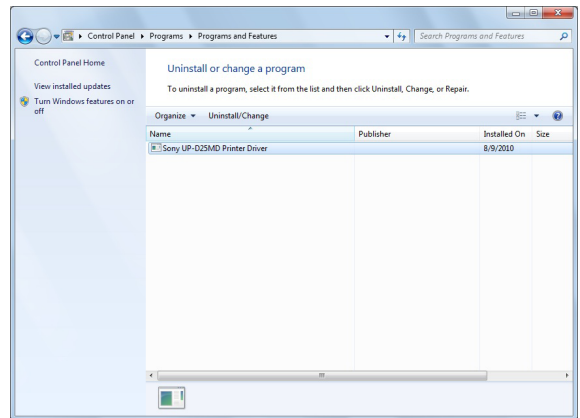 Control Panel ▸ Programs ▸ Programs and Features
Search Programs and Features
Control Panel Home
View installed updates
Turn Windows features on or
off
Uninstall or change a program
To uninstall a program, select it from the list and then click Uninstall, Change, or Repair.
Organize Uninstall/Change
Name Publisher Installed On Size
Sony UP-D25MD Printer Driver 8/9/2010